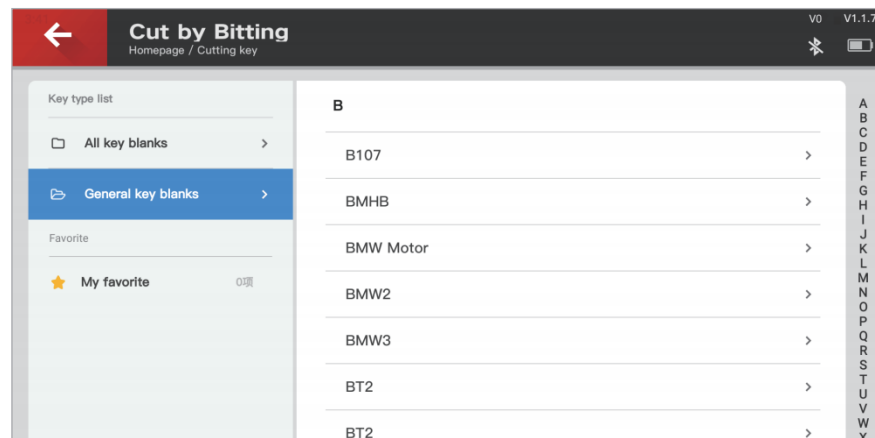 Cut by Bitting
Homepage / Cutting key
V0 V1.1.7
Key type list
All key blanks
General key blanks
Favorite
My favorite 0项
B
B107
BMHB
BMW Motor
BMW2
BMW3
BT2
BT2
A
B
C
D
E
F
G
H
I
J
K
L
M
N
O
P
Q
R
S
T
U
V
W
X